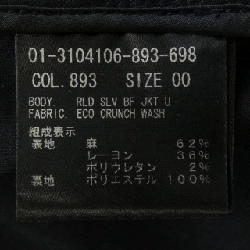 01-3104106-893-698
COL. 893 SIZE 00
BODY. RLD SLV BF JKT U
FABRIC. ECO CRUNCH WASH
組成表示
表地 麻 62%
レーヨン 36%
ポリウレタン 2%
裏地 ポリエステル 100%